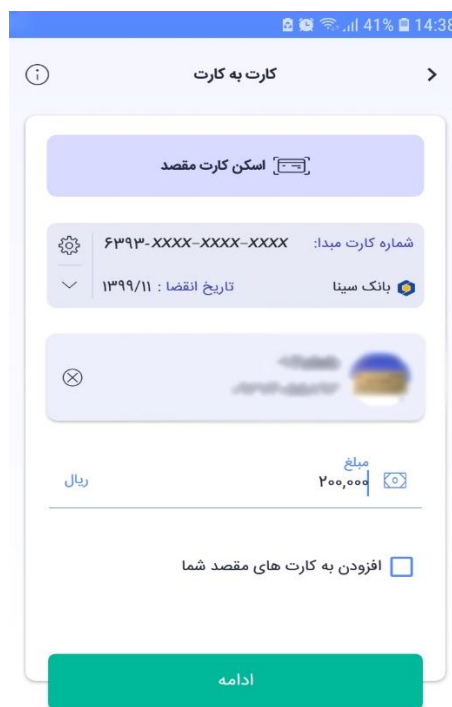 41% 14:38
کارت به کارت
اسکن کارت مقصد
شماره کارت مبدا: ۶۳۹۳-XXXX-XXXX-XXXX
بانک سینا تاریخ انقضا : ۱۳۹۹/۱۱
مبلغ
۲۰۰,۰۰۰ ریال
افزودن به کارت های مقصد شما
ادامه